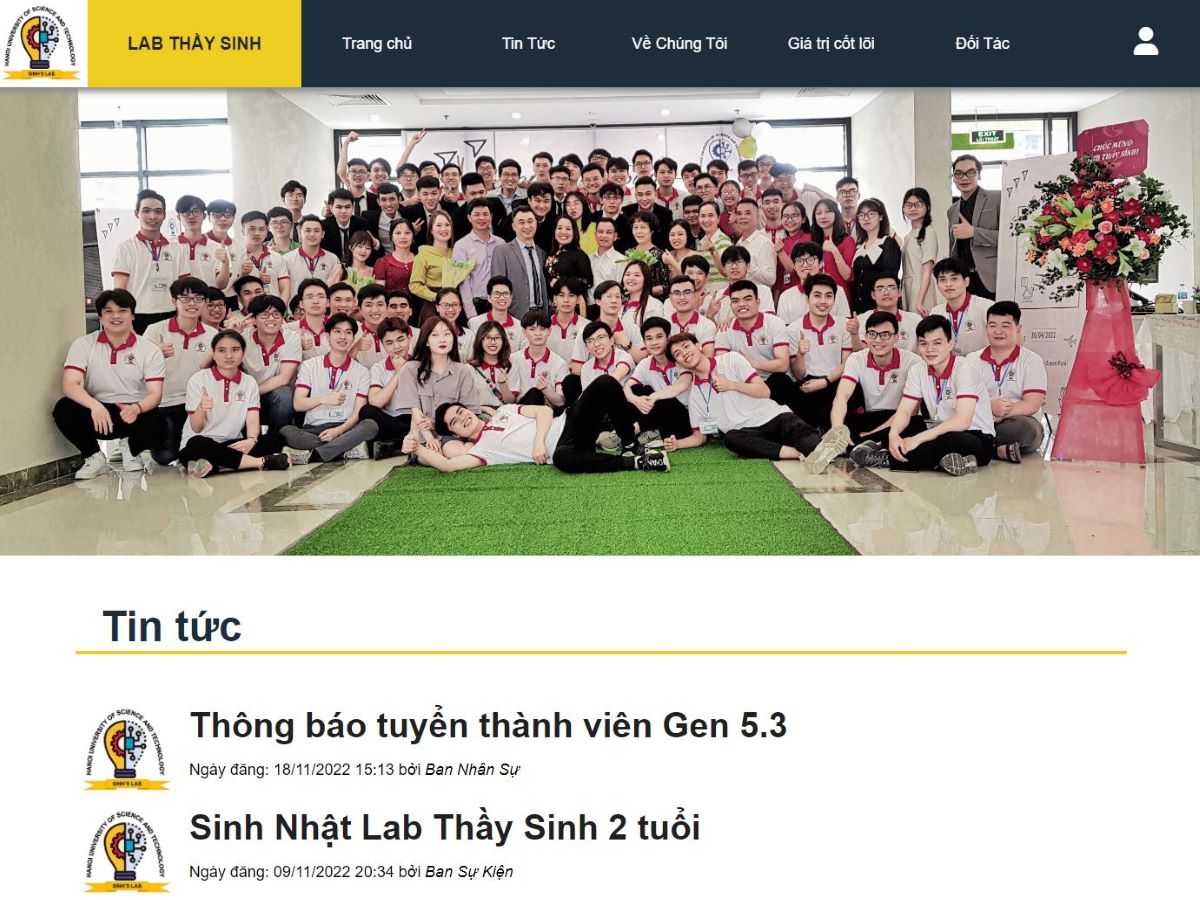 HANOI UNIVERSITY OF SCIENCE AND TECHNOLOGY
SINH'S LAB
LAB THẦY SINH
Trang chủ
Tin Tức
Về Chúng Tôi
Giá trị cốt lõi
Đối Tác
EXIT
CHÚC MỪNG
LAB THẦY SINH
30/04/2022
Tin tức
HANOI UNIVERSITY OF SCIENCE AND TECHNOLOGY
SINH'S LAB
Thông báo tuyển thành viên Gen 5.3
Ngày đăng: 18/11/2022 15:13 bởi Ban Nhân Sự
HANOI UNIVERSITY OF SCIENCE AND TECHNOLOGY
SINH'S LAB
Sinh Nhật Lab Thầy Sinh 2 tuổi
Ngày đăng: 09/11/2022 20:34 bởi Ban Sự Kiện